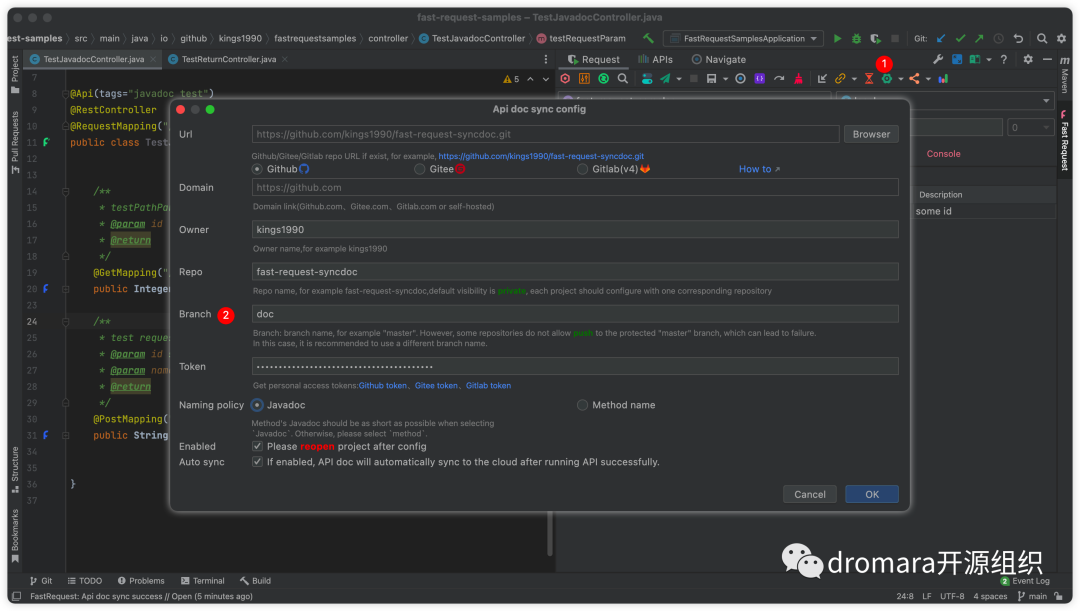 fast-request-samples – TestJavadocController.java
est-samples › src › main › java › io › github › kings1990 › fastrequestsamples › controller › TestJavadocController › testRequestParam
FastRequestSamplesApplication
Git:
TestJavadocController.java
TestReturnController.java
Request
APIs
Navigate
1
Project
Pull Requests
Structure
Bookmarks
Maven
Fast Request
5
7
8 @Api(tags="javadoc test")
9 @RestController
10 @RequestMapping("
11 public class Test
12
13
14 /**
15 * testPathPa
16 * @param id
17 * @return
18 */
19 @GetMapping("
20 public Integer
23
24 /**
25 * test reque
26 * @param id
27 * @param nam
28 * @return
29 */
30 @PostMapping(
31 public String
34
35
36 }
37
0
Console
Description
some id
Api doc sync config
Url
https://github.com/kings1990/fast-request-syncdoc.git
Browser
Github/Gitee/Gitlab repo URL if exist, for example, https://github.com/kings1990/fast-request-syncdoc.git
Github
Gitee
Gitlab(v4)
How to ↗
Domain
https://github.com
Domain link(Github.com、Gitee.com、Gitlab.com or self-hosted)
Owner
kings1990
Owner name,for example kings1990
Repo
fast-request-syncdoc
Repo name, for example fast-request-syncdoc;default visibility is private, each project should configure with one corresponding repository
Branch
2
doc
Branch: branch name, for example "master". However, some repositories do not allow push to the protected "master" branch, which can lead to failure.
In this case, it is recommended to use a different branch name.
Token
Get personal access tokens:Github token、Gitee token、Gitlab token
Naming policy
Javadoc
Method name
Method's Javadoc should be as short as possible when selecting
`Javadoc`. Otherwise, please select `method`.
Enabled
Please reopen project after config
Auto sync
If enabled, API doc will automatically sync to the cloud after running API successfully.
Cancel
OK
dromara开源组织
Git
TODO
Problems
Terminal
Build
2 Event Log
FastRequest: Api doc sync success // Open (5 minutes ago)
24:8
LF
UTF-8
4 spaces
main